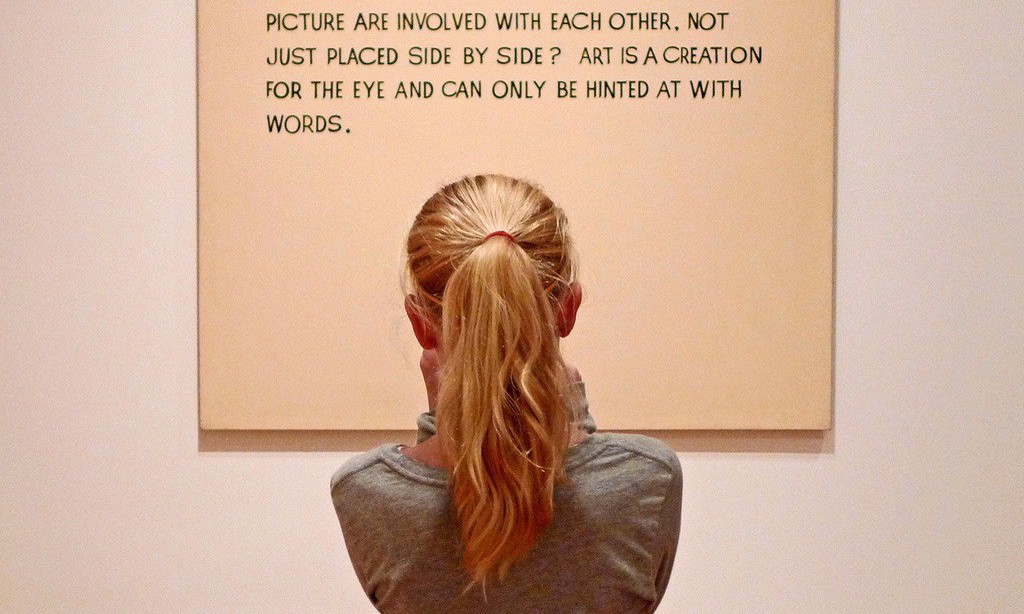 PICTURE ARE INVOLVED WITH EACH OTHER, NOT
JUST PLACED SIDE BY SIDE? ART IS A CREATION
FOR THE EYE AND CAN ONLY BE HINTED AT WITH
WORDS.